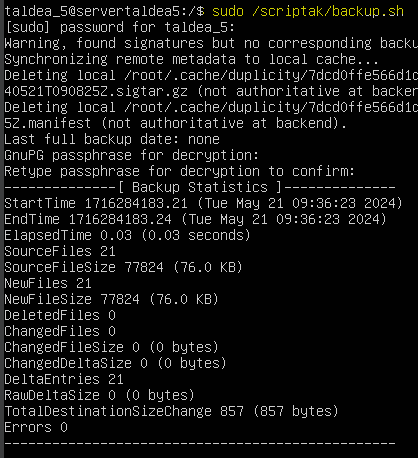 taldea_5@servertaldea5:/$ sudo /scriptak/backup.sh
[sudo] password for taldea_5:
Warning, found signatures but no corresponding backu
Synchronizing remote metadata to local cache...
Deleting local /root/.cache/duplicity/7dcd0ffe566d1c
40521T090825Z.sigtar.gz (not authoritative at backen
Deleting local /root/.cache/duplicity/7dcd0ffe566d1c
5Z.manifest (not authoritative at backend).
Last full backup date: none
GnuPG passphrase for decryption:
Retype passphrase for decryption to confirm:
--------------[ Backup Statistics ]--------------
StartTime 1716284183.21 (Tue May 21 09:36:23 2024)
EndTime 1716284183.24 (Tue May 21 09:36:23 2024)
ElapsedTime 0.03 (0.03 seconds)
SourceFiles 21
SourceFileSize 77824 (76.0 KB)
NewFiles 21
NewFileSize 77824 (76.0 KB)
DeletedFiles 0
ChangedFiles 0
ChangedFileSize 0 (0 bytes)
ChangedDeltaSize 0 (0 bytes)
DeltaEntries 21
RawDeltaSize 0 (0 bytes)
TotalDestinationSizeChange 857 (857 bytes)
Errors 0
-------------------------------------------------